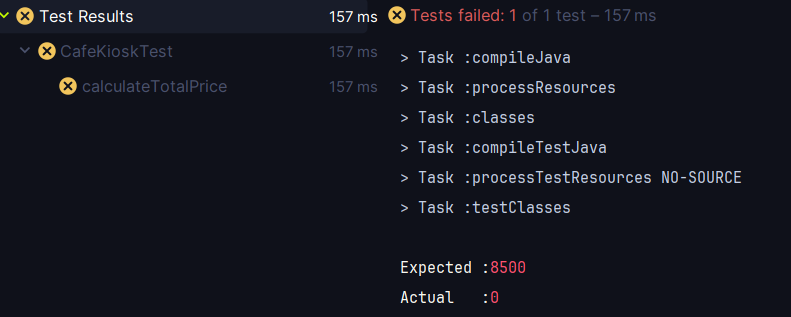 Test Results 157 ms
CafeKioskTest 157 ms
calculateTotalPrice 157 ms
Tests failed: 1 of 1 test – 157 ms
> Task :compileJava
> Task :processResources
> Task :classes
> Task :compileTestJava
> Task :processTestResources NO-SOURCE
> Task :testClasses
Expected :8500
Actual   :0